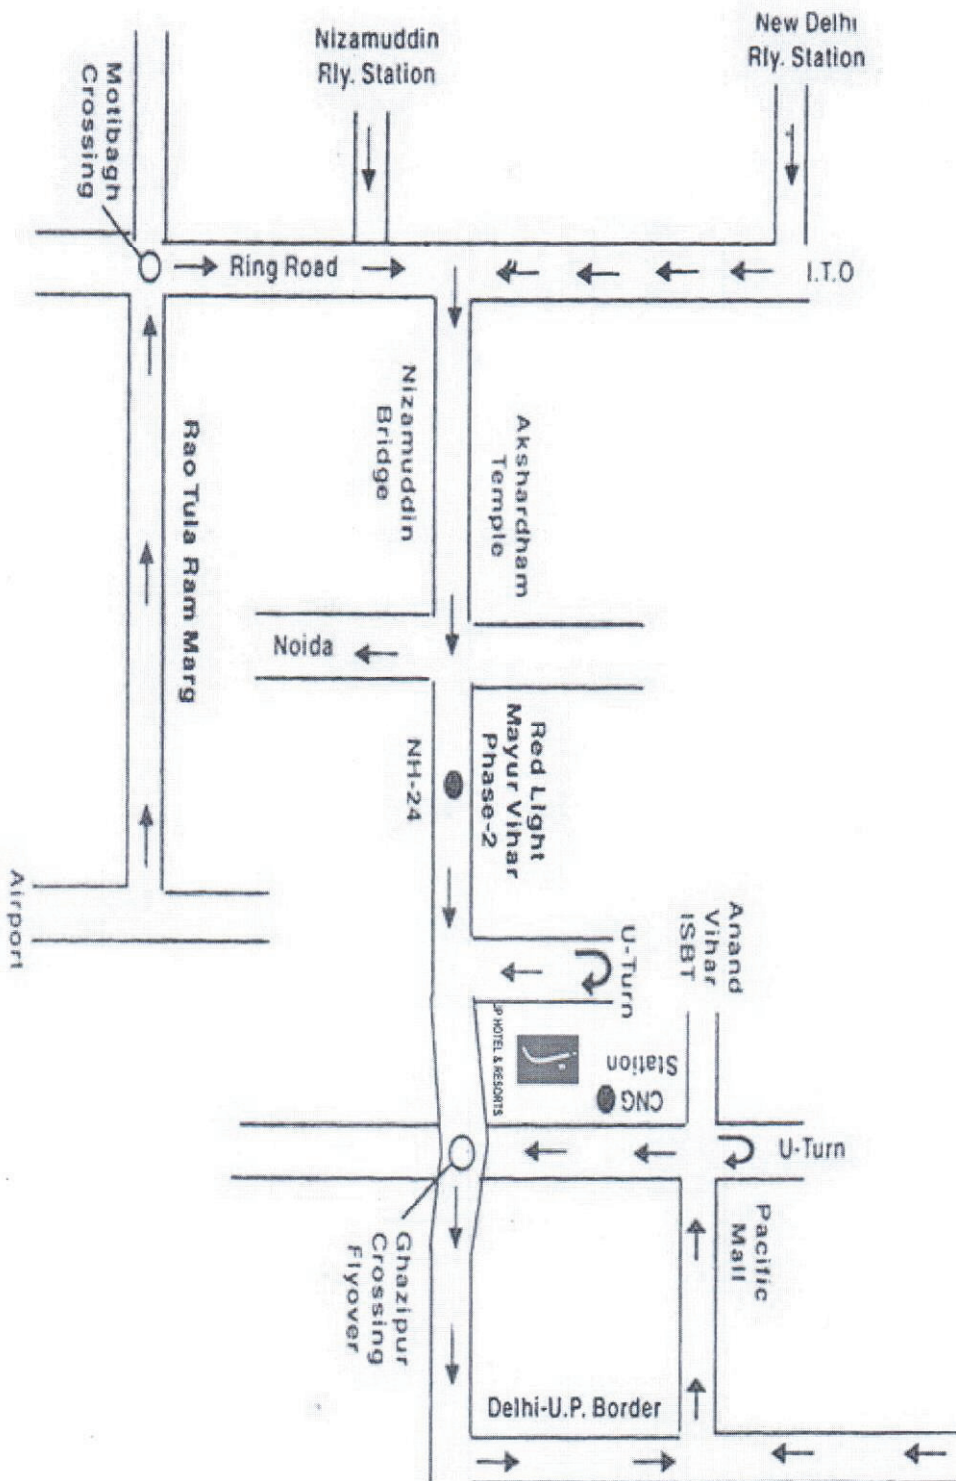 Nizamuddin
Rly. Station
New Delhi
Rly. Station
Motibagh
Crossing
Ring Road
I.T.O
Nizamuddin
Bridge
Akshardham
Temple
Rao Tula Ram Marg
Noida
NH-24
Red Light
Mayur Vihar
Phase-2
Airport
U-Turn
Anand
Vihar
ISBT
JP HOTEL & RESORTS
CNG
Station
U-Turn
Ghazipur
Crossing
Flyover
Pacific
Mall
Delhi-U.P. Border